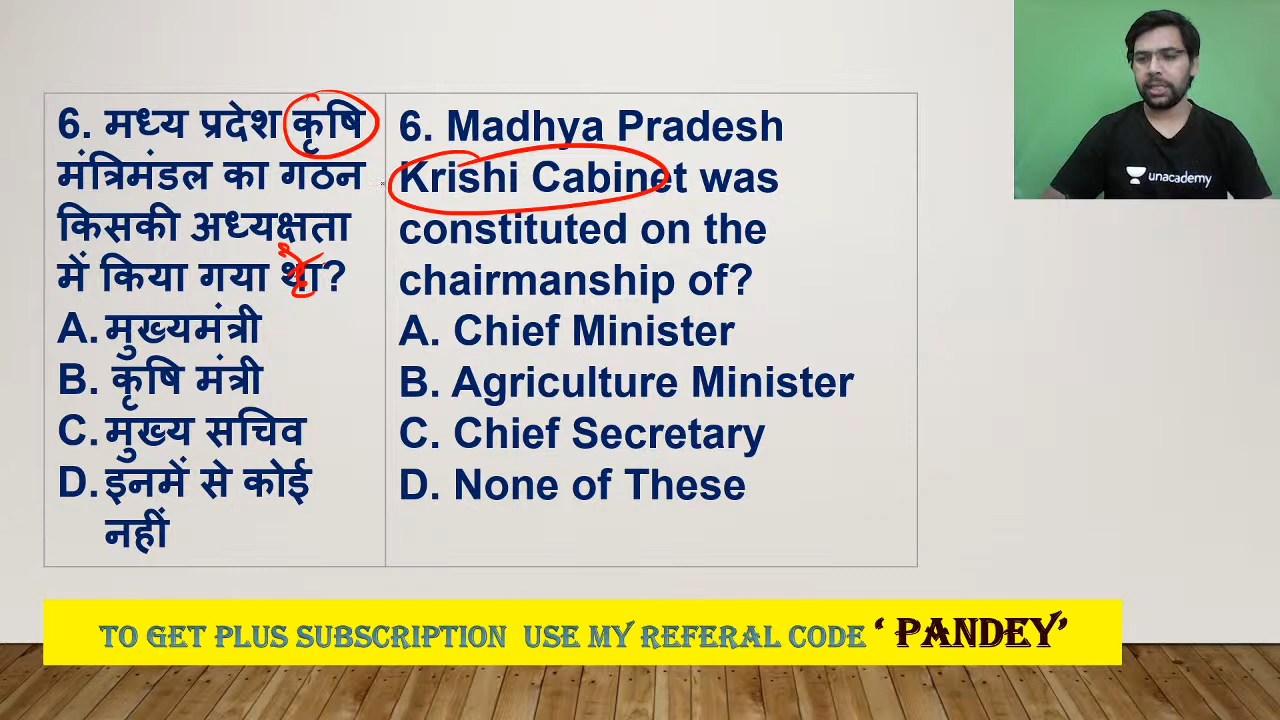 6. मध्य प्रदेश कृषि
मंत्रिमंडल का गठन
किसकी अध्यक्षता
में किया गया था?
A. मुख्यमंत्री
B. कृषि मंत्री
C. मुख्य सचिव
D. इनमें से कोई
नहीं
6. Madhya Pradesh
Krishi Cabinet was
constituted on the
chairmanship of?
A. Chief Minister
B. Agriculture Minister
C. Chief Secretary
D. None of These
unacademy
TO GET PLUS SUBSCRIPTION USE MY REFERAL CODE ‘ PANDEY’